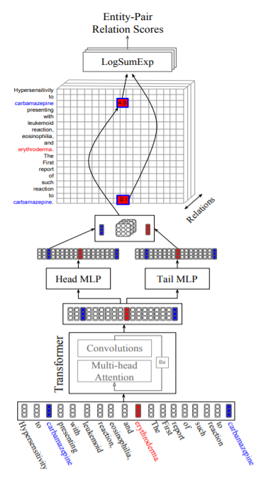 Entity-Pair
Relation Scores
LogSumExp
Hypersensitivity
to
carbamazepine
presenting
with
leukemoid
reaction,
eosinophilia,
and
erythroderma.
The
First
report
of
such
reaction
to
carbamazepine.
Relations
Head MLP
Tail MLP
Transformer
Convolutions
Multi-head
Attention
Hypersensitivity
to
carbamazepine
presenting
with
leukemoid
reaction,
eosinophilia,
and
erythroderma
The
First
report
of
such
reaction
to
carbamazepine